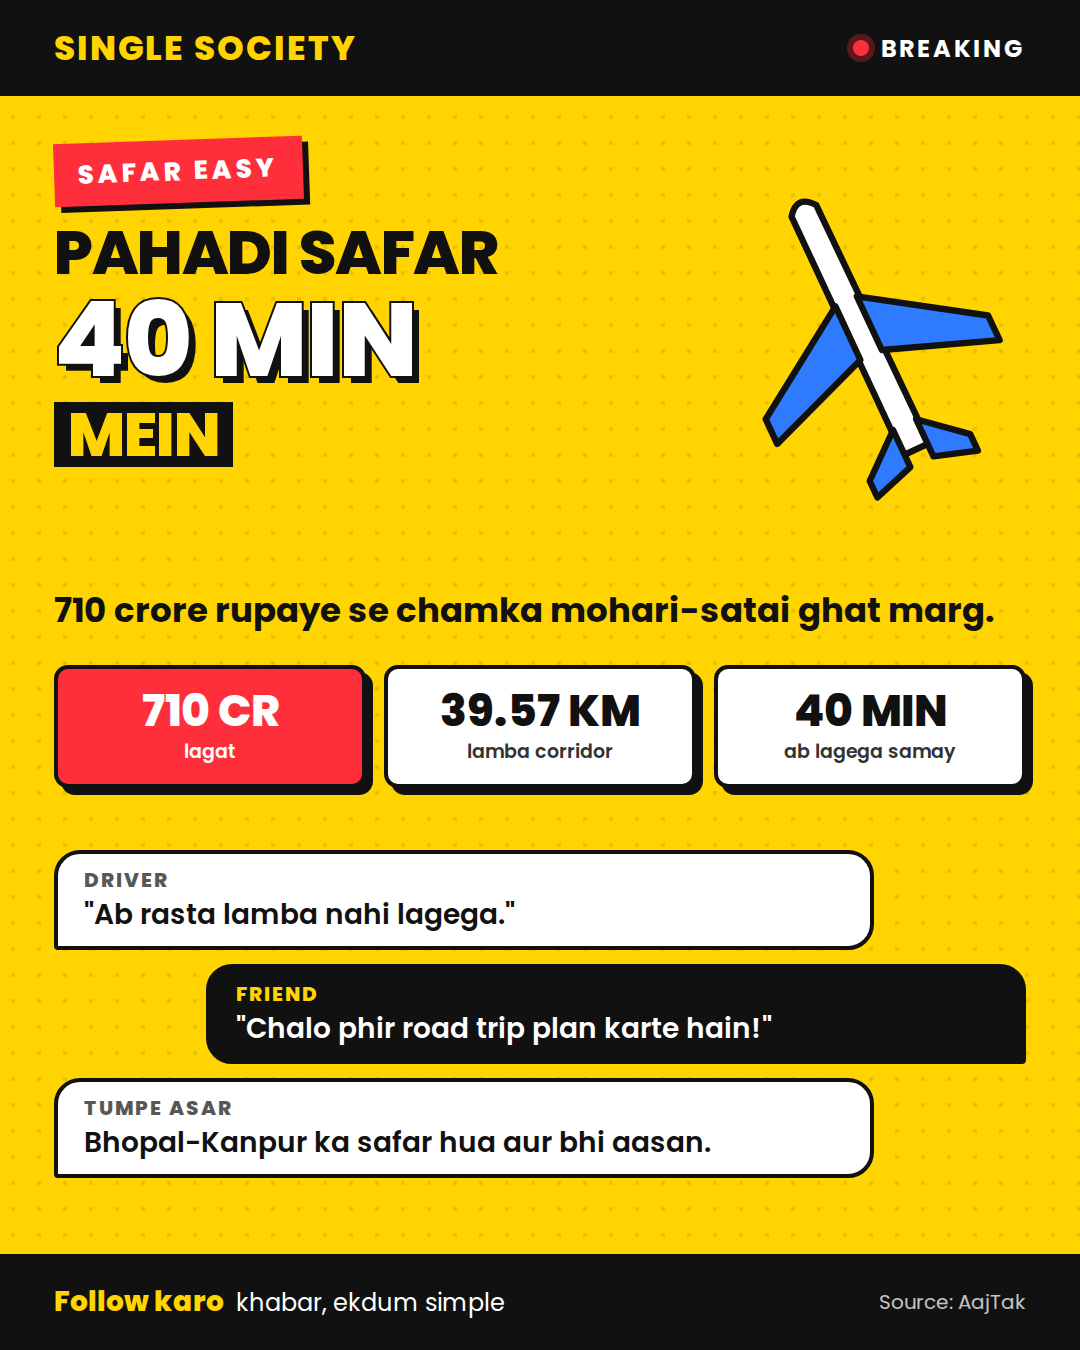 SINGLE SOCIETY
BREAKING
SAFAR EASY
PAHADI SAFAR
40 MIN
MEIN
710 crore rupaye se chamka mohari-satai ghat marg.
710 CR
lagat
39.57 KM
lamba corridor
40 MIN
ab lagega samay
DRIVER
"Ab rasta lamba nahi lagega."
FRIEND
"Chalo phir road trip plan karte hain!"
TUMPE ASAR
Bhopal-Kanpur ka safar hua aur bhi aasan.
Follow karo khabar, ekdum simple
Source: AajTak